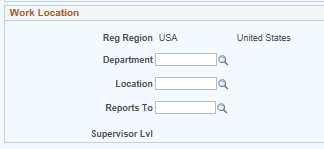 Work Location
Reg Region USA United States
Department
Location
Reports To
Supervisor Lvl